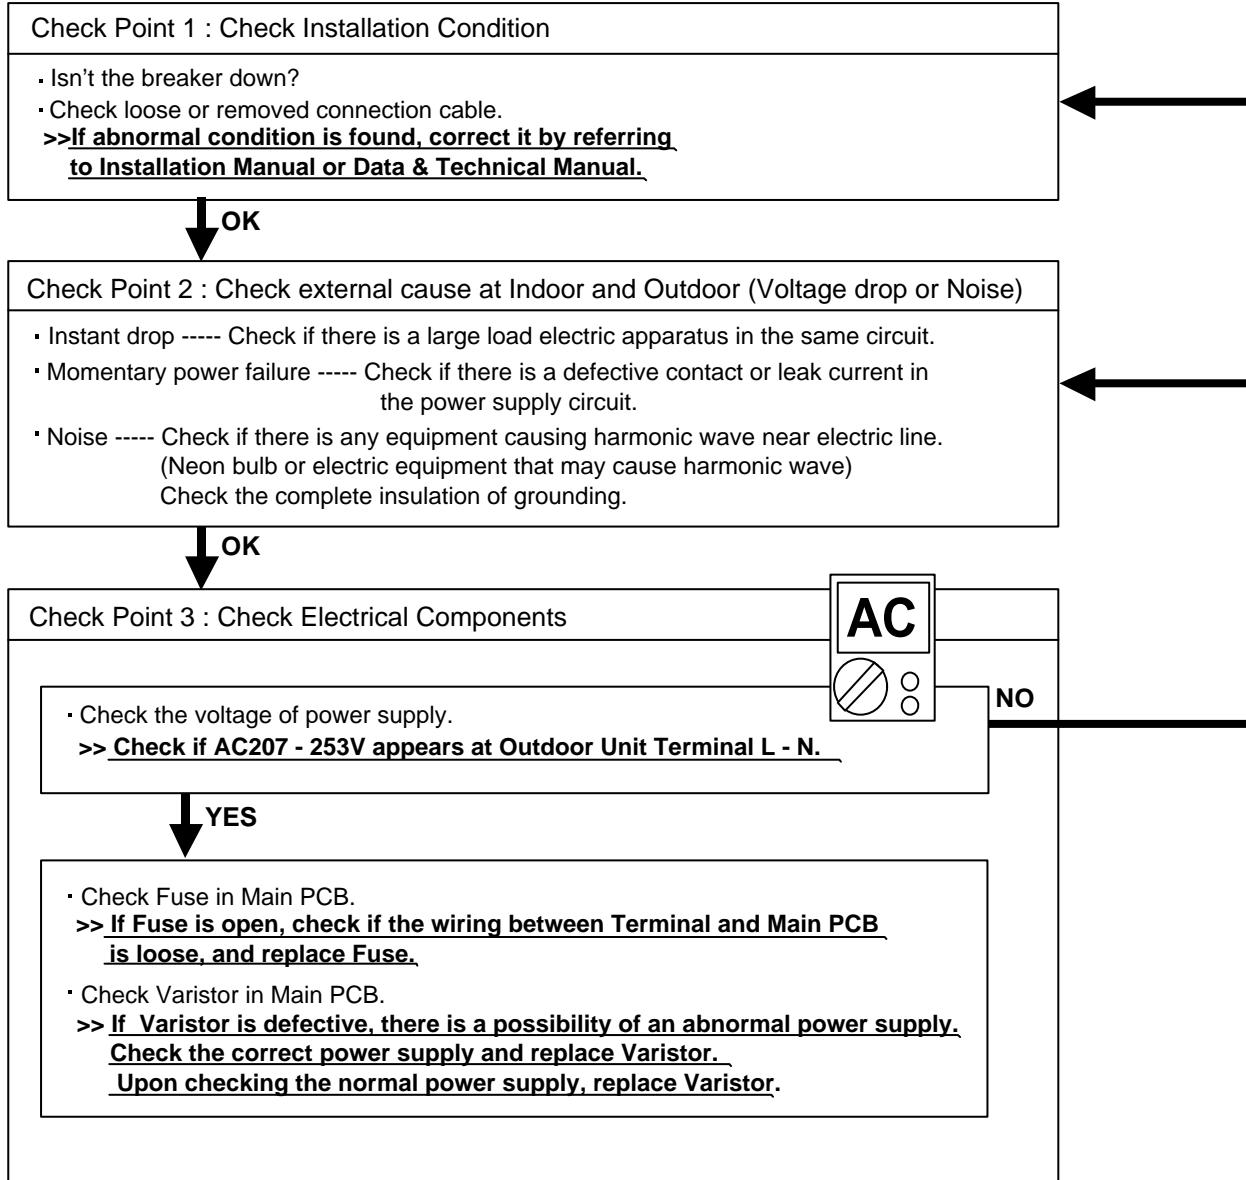 Check Point 1 : Check Installation Condition
· Isn't the breaker down?
· Check loose or removed connection cable.
>>If abnormal condition is found, correct it by referring
to Installation Manual or Data & Technical Manual.
OK
Check Point 2 : Check external cause at Indoor and Outdoor (Voltage drop or Noise)
· Instant drop ----- Check if there is a large load electric apparatus in the same circuit.
· Momentary power failure ----- Check if there is a defective contact or leak current in
the power supply circuit.
· Noise ----- Check if there is any equipment causing harmonic wave near electric line.
(Neon bulb or electric equipment that may cause harmonic wave)
Check the complete insulation of grounding.
OK
Check Point 3 : Check Electrical Components
AC
· Check the voltage of power supply.
>> Check if AC207 - 253V appears at Outdoor Unit Terminal L - N.
NO
YES
· Check Fuse in Main PCB.
>> If Fuse is open, check if the wiring between Terminal and Main PCB
is loose, and replace Fuse.
· Check Varistor in Main PCB.
>> If Varistor is defective, there is a possibility of an abnormal power supply.
Check the correct power supply and replace Varistor.
Upon checking the normal power supply, replace Varistor.